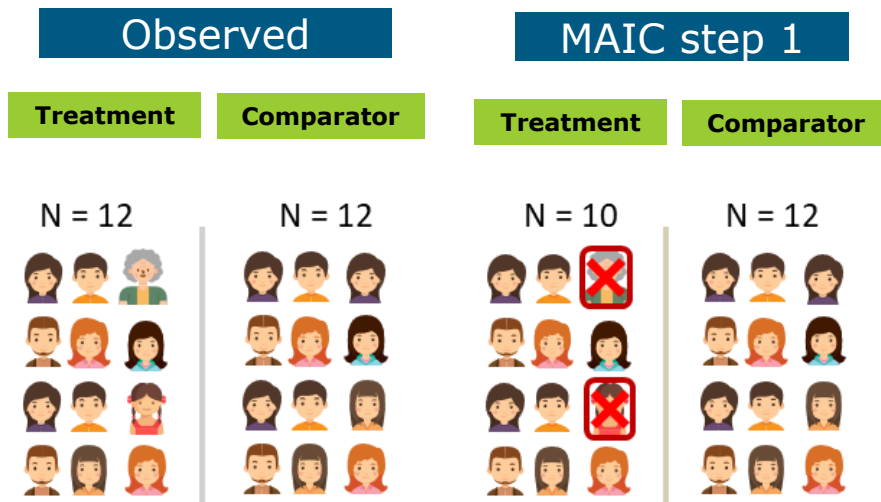 Observed
MAIC step 1
Treatment
Comparator
Treatment
Comparator
N = 12
N = 12
N = 10
N = 12